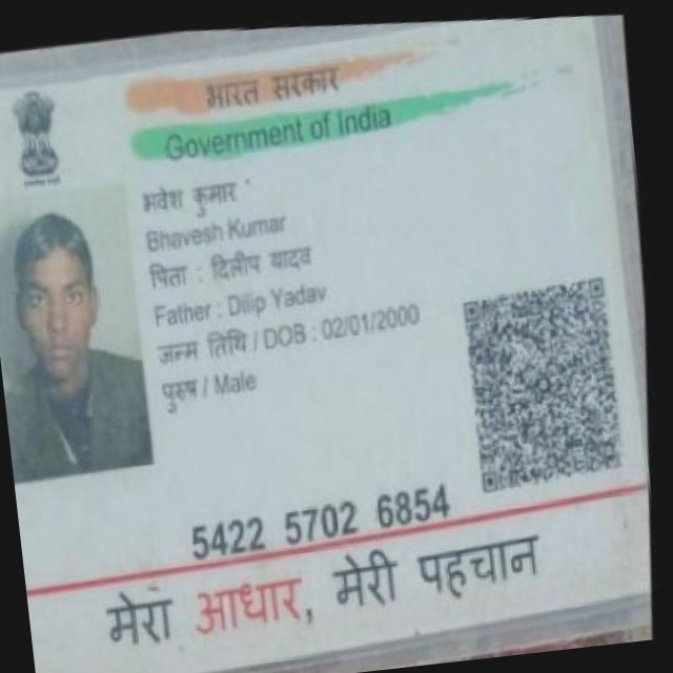 भारत सरकार
Government of India
भवेश कुमार
Bhavesh Kumar
पिता : दिलीप यादव
Father : Dilip Yadav
जन्म तिथि / DOB : 02/01/2000
पुरुष / Male
5422 5702 6854
मेरा आधार, मेरी पहचान